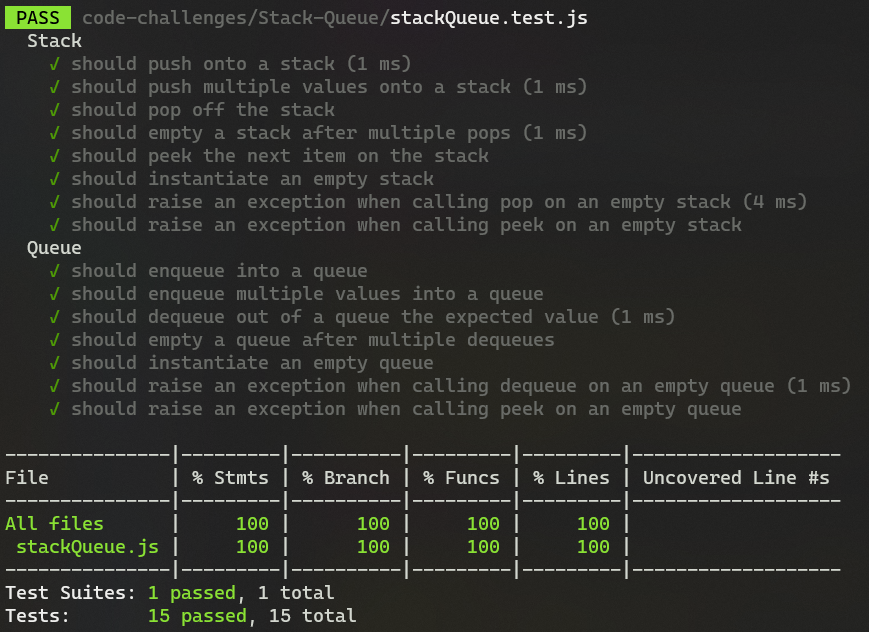 PASS code-challenges/Stack-Queue/stackQueue.test.js
  Stack
    √ should push onto a stack (1 ms)
    √ should push multiple values onto a stack (1 ms)
    √ should pop off the stack
    √ should empty a stack after multiple pops (1 ms)
    √ should peek the next item on the stack
    √ should instantiate an empty stack
    √ should raise an exception when calling pop on an empty stack (4 ms)
    √ should raise an exception when calling peek on an empty stack
  Queue
    √ should enqueue into a queue
    √ should enqueue multiple values into a queue
    √ should dequeue out of a queue the expected value (1 ms)
    √ should empty a queue after multiple dequeues
    √ should instantiate an empty queue
    √ should raise an exception when calling dequeue on an empty queue (1 ms)
    √ should raise an exception when calling peek on an empty queue
---------------|---------|----------|---------|---------|-------------------
File           | % Stmts | % Branch | % Funcs | % Lines | Uncovered Line #s
---------------|---------|----------|---------|---------|-------------------
All files      |     100 |      100 |     100 |     100 |
 stackQueue.js |     100 |      100 |     100 |     100 |
---------------|---------|----------|---------|---------|-------------------
Test Suites: 1 passed, 1 total
Tests:       15 passed, 15 total